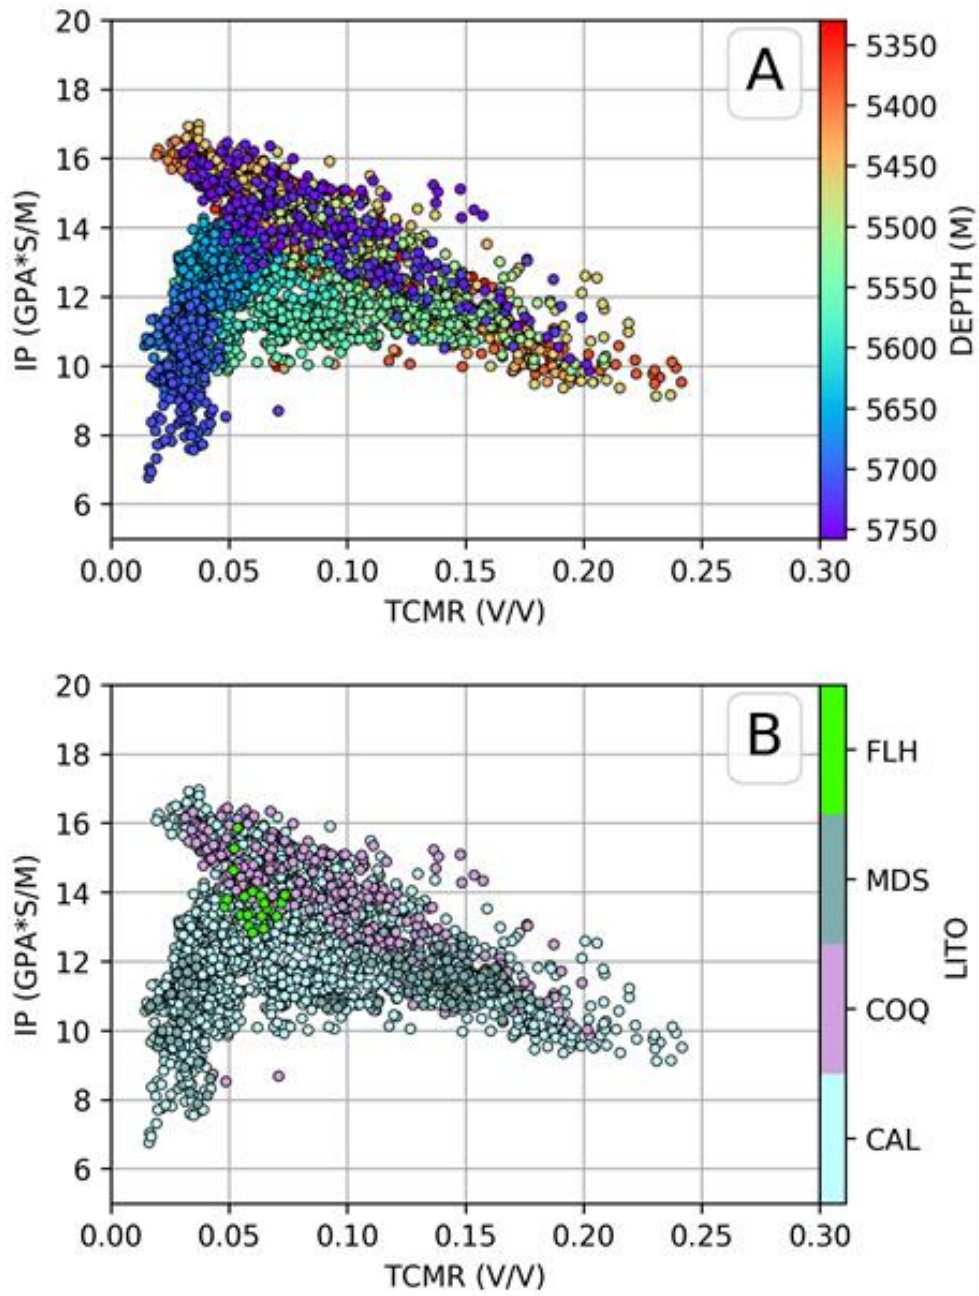 A
20
18
16
14
12
10
8
6
IP (GPA*S/M)
0.00 0.05 0.10 0.15 0.20 0.25 0.30
TCMR (V/V)
5350
5400
5450
5500
5550
5600
5650
5700
5750
DEPTH (M)
B
20
18
16
14
12
10
8
6
IP (GPA*S/M)
0.00 0.05 0.10 0.15 0.20 0.25 0.30
TCMR (V/V)
FLH
MDS
COQ
CAL
LITO